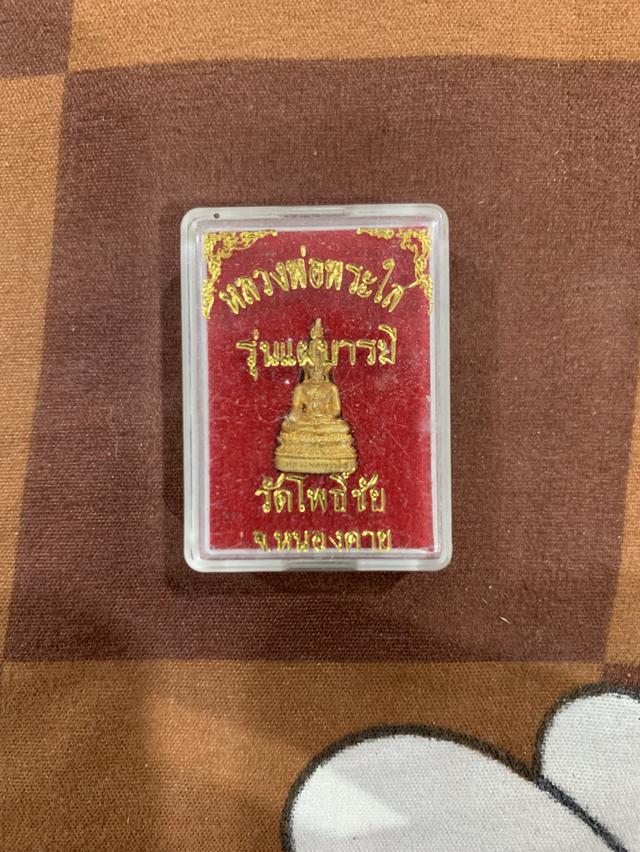 หลวงพ่อพระใส
รุ่นแผ่บารมี
วัดโพธิ์ชัย
จ.หนองคาย